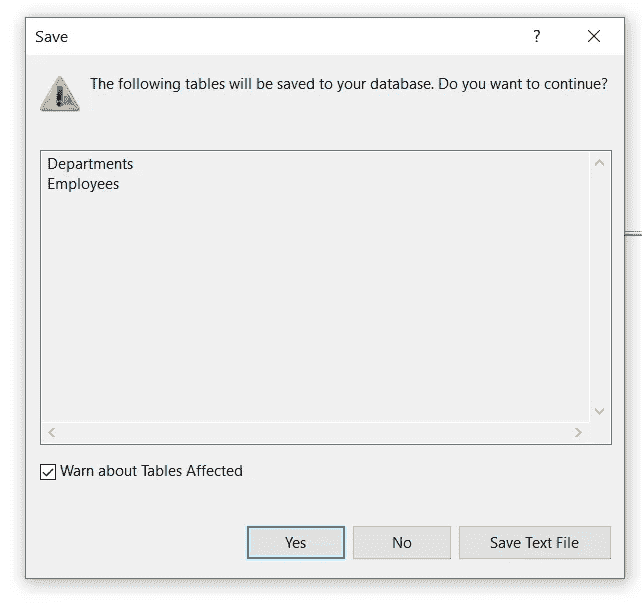 Save
?
The following tables will be saved to your database. Do you want to continue?
Departments
Employees
Warn about Tables Affected
Yes
No
Save Text File